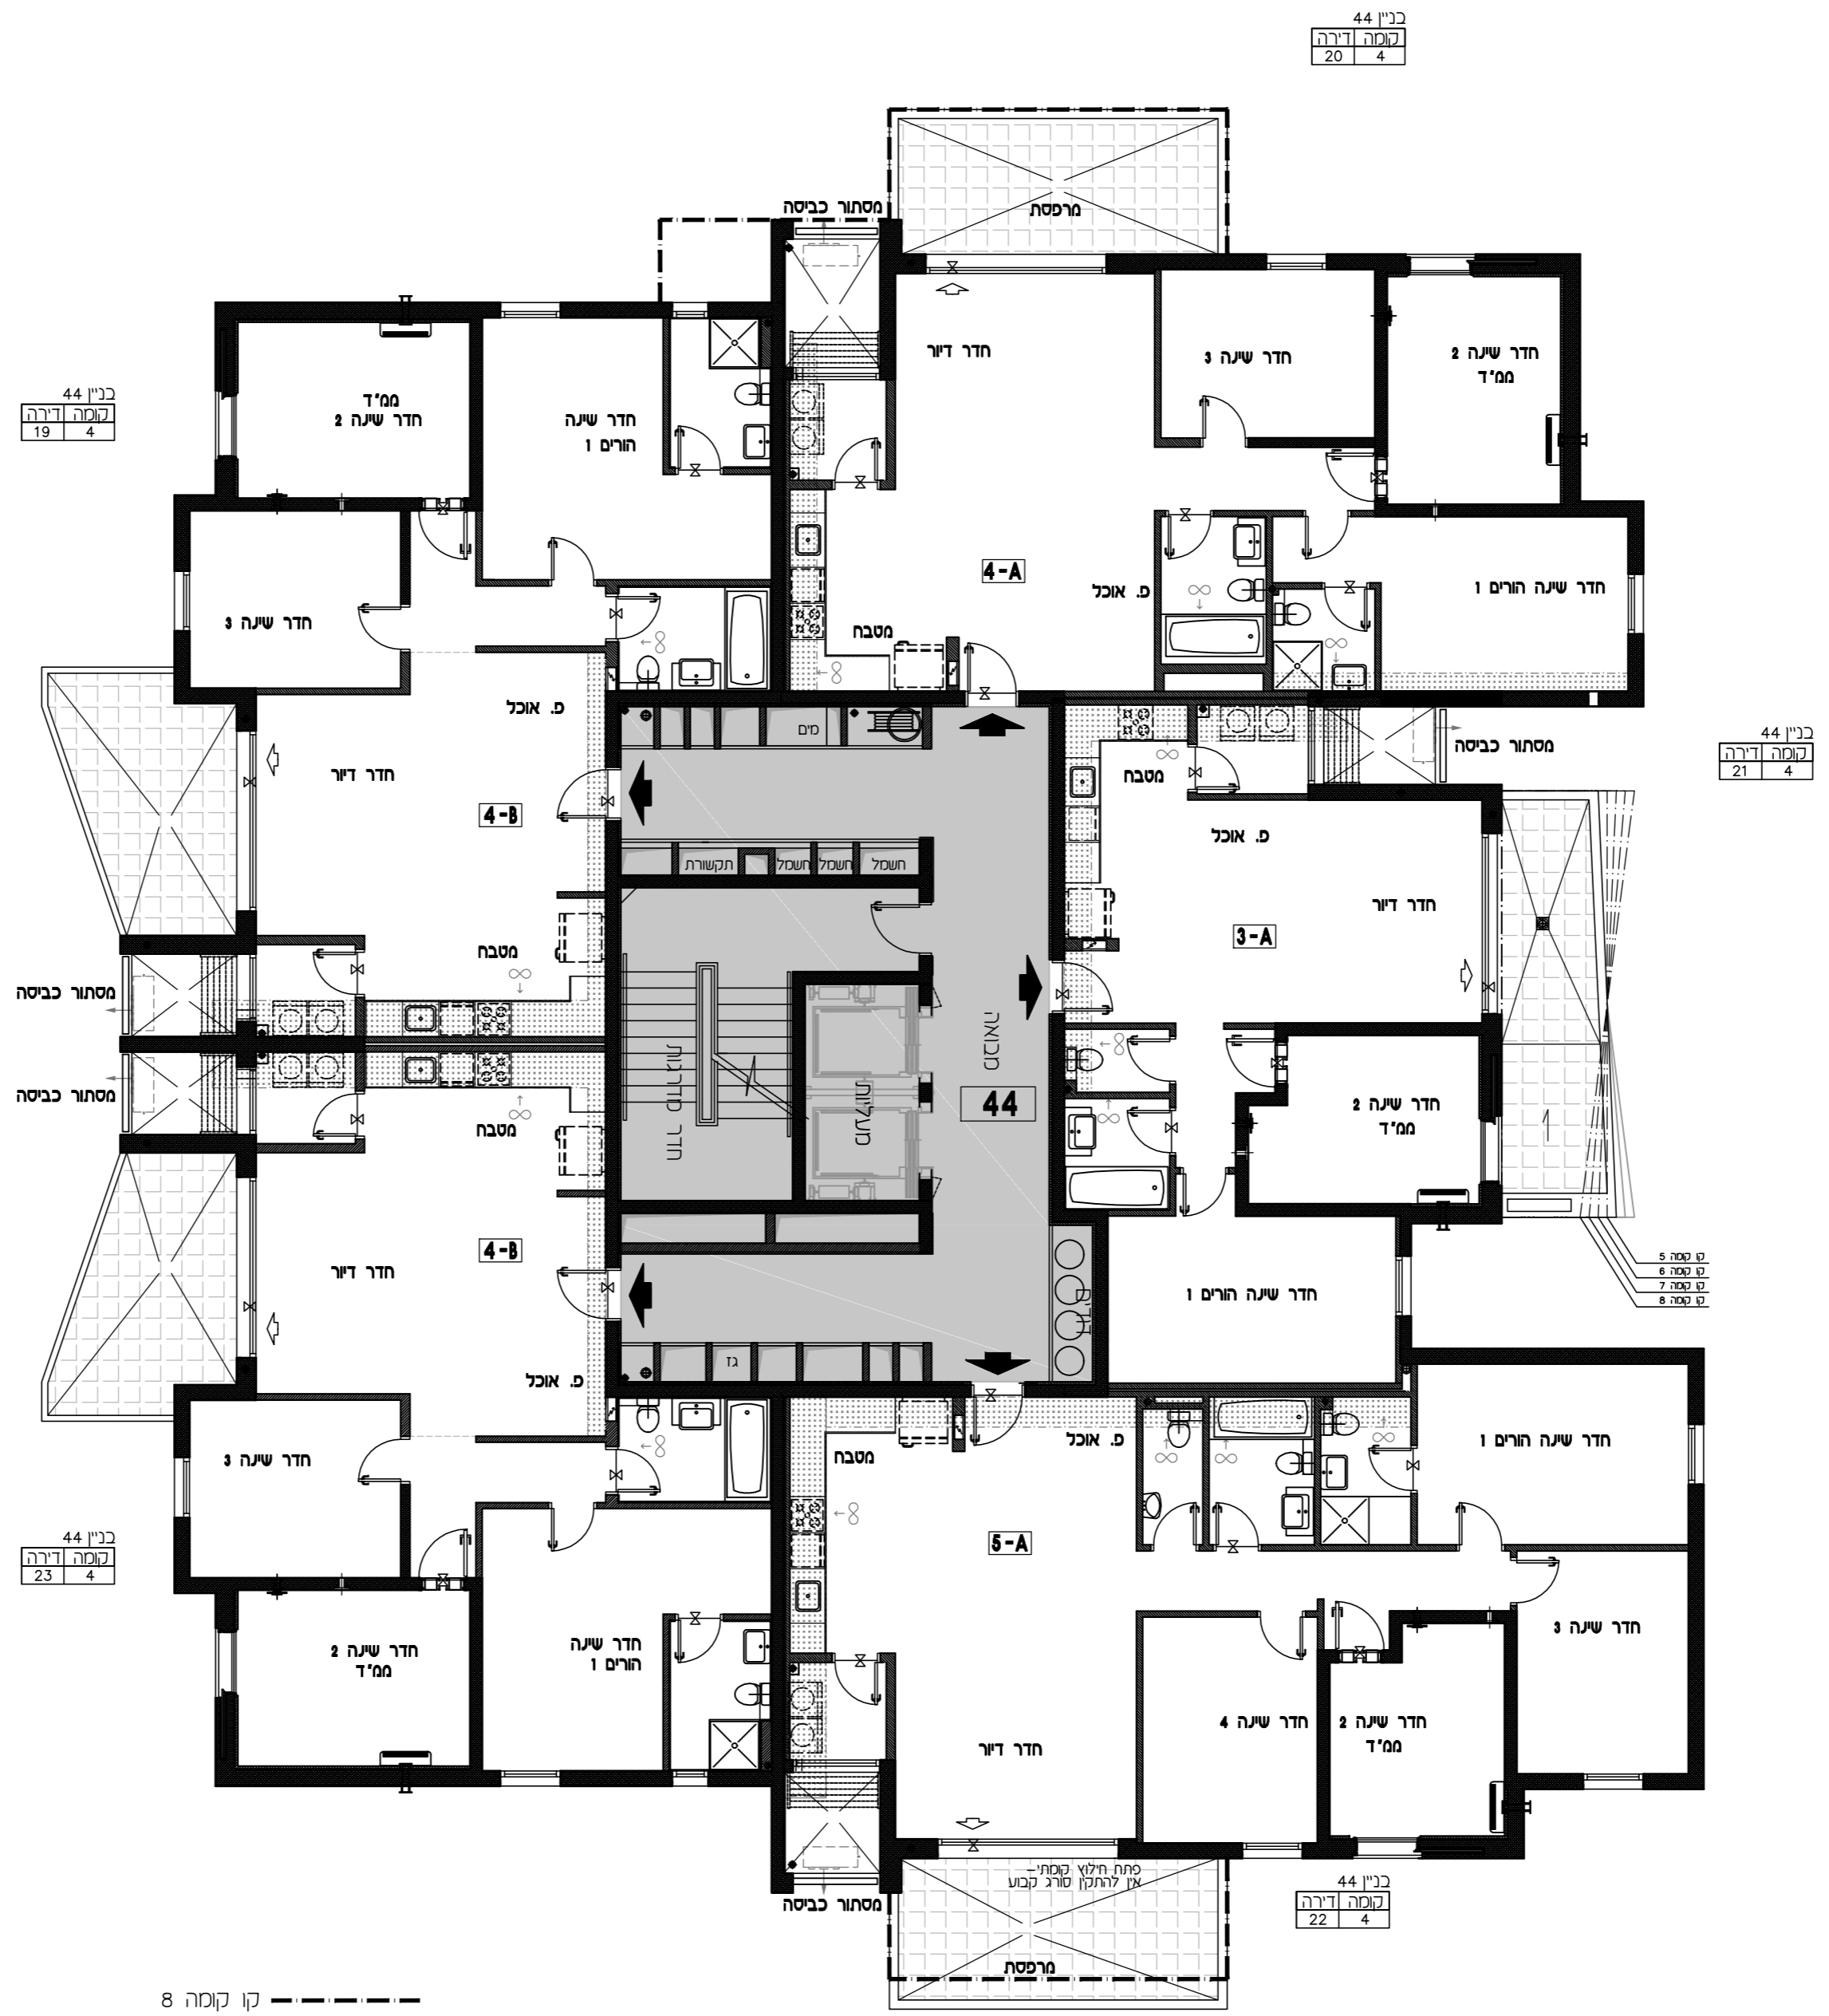 בניין 44
קומה דירה
4 20
מסתור כביסה
מרפסת
חדר דיור
חדר שינה 3
חדר שינה 2
ממ"ד
4-A
פ. אוכל
מטבח
חדר שינה הורים 1
בניין 44
קומה דירה
4 19
ממ"ד
חדר שינה 2
חדר שינה
הורים 1
חדר שינה 3
פ. אוכל
חדר דיור
4-B
מטבח
מסתור כביסה
מים
תקשורת
חשמל
חשמל
חשמל
מבואה
44
חדר מדרגות
מעליות
גז
בניין 44
קומה דירה
4 21
מסתור כביסה
מטבח
פ. אוכל
חדר דיור
3-A
חדר שינה 2
ממ"ד
חדר שינה הורים 1
קו קומה 5
קו קומה 6
קו קומה 7
קו קומה 8
מסתור כביסה
מטבח
4-B
חדר דיור
פ. אוכל
חדר שינה 3
חדר שינה 2
ממ"ד
חדר שינה
הורים 1
בניין 44
קומה דירה
4 23
פ. אוכל
מטבח
5-A
חדר שינה הורים 1
חדר שינה 3
חדר שינה 4
חדר שינה 2
ממ"ד
חדר דיור
פתח חילוץ קומתי-
אין להתקין סורג קבוע
מסתור כביסה
מרפסת
בניין 44
קומה דירה
4 22
קו קומה 8